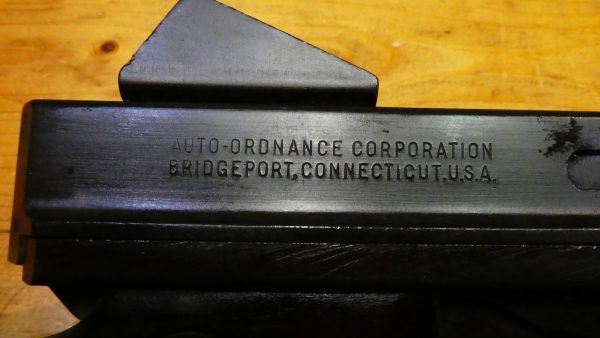 AUTO-ORDNANCE CORPORATION
BRIDGEPORT, CONNECTICUT, U.S.A.